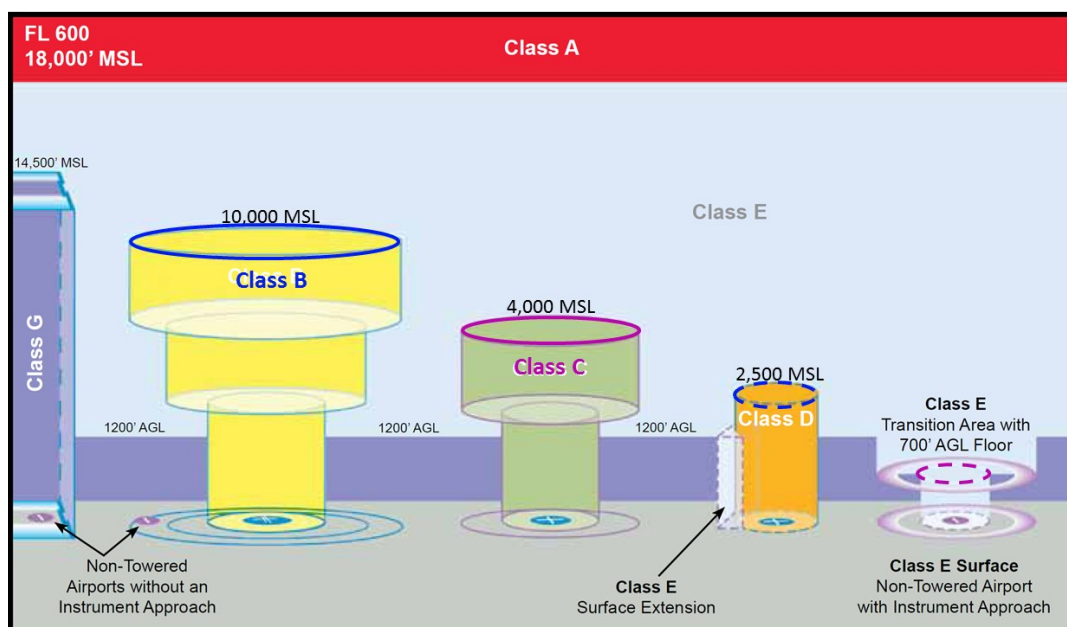 FL 600
18,000' MSL
Class A
14,500' MSL
Class G
10,000 MSL
Class B
Class E
4,000 MSL
Class C
2,500 MSL
Class D
1200' AGL
1200' AGL
1200' AGL
Class E
Transition Area with
700' AGL Floor
Non-Towered
Airports without an
Instrument Approach
Class E
Surface Extension
Class E Surface
Non-Towered Airport
with Instrument Approach